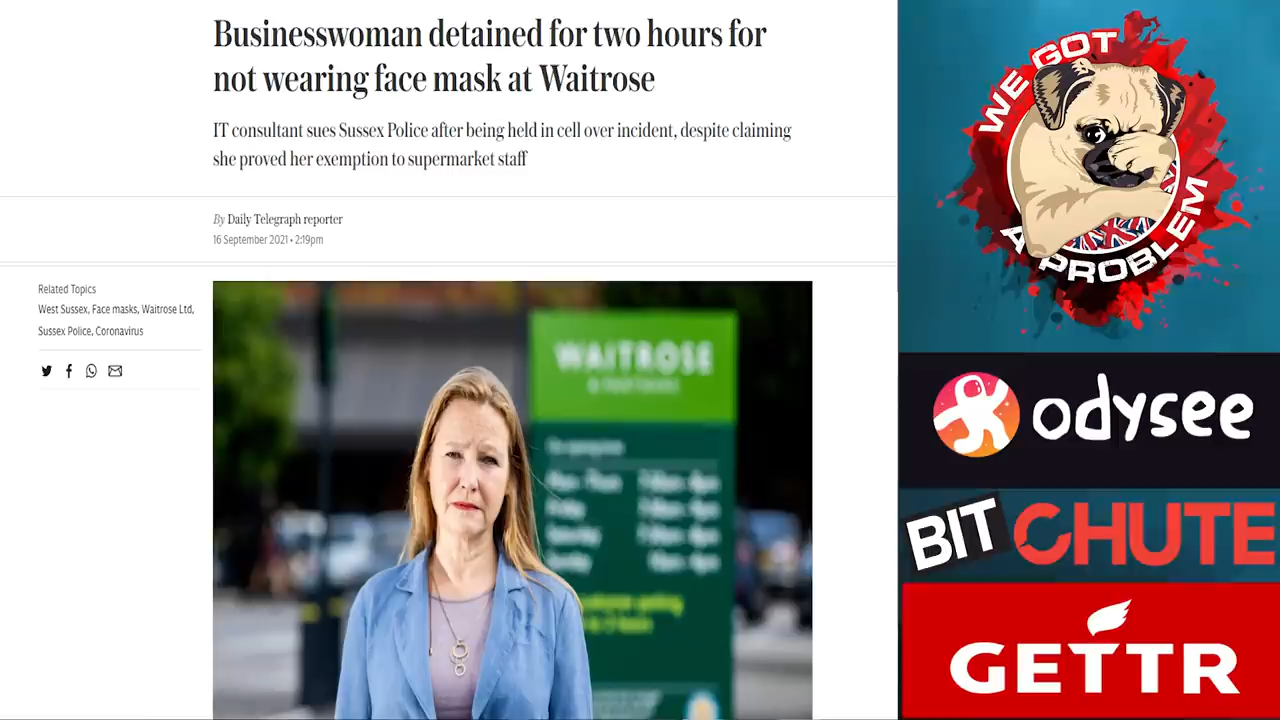 Businesswoman detained for two hours for
not wearing face mask at Waitrose
IT consultant sues Sussex Police after being held in cell over incident, despite claiming
she proved her exemption to supermarket staff
By Daily Telegraph reporter
16 September 2021 • 2:19pm
Related Topics
West Sussex, Face masks, Waitrose Ltd,
Sussex Police, Coronavirus
WAITROSE
WE GOT
A PROBLEM
odysee
BITCHUTE
GETTR